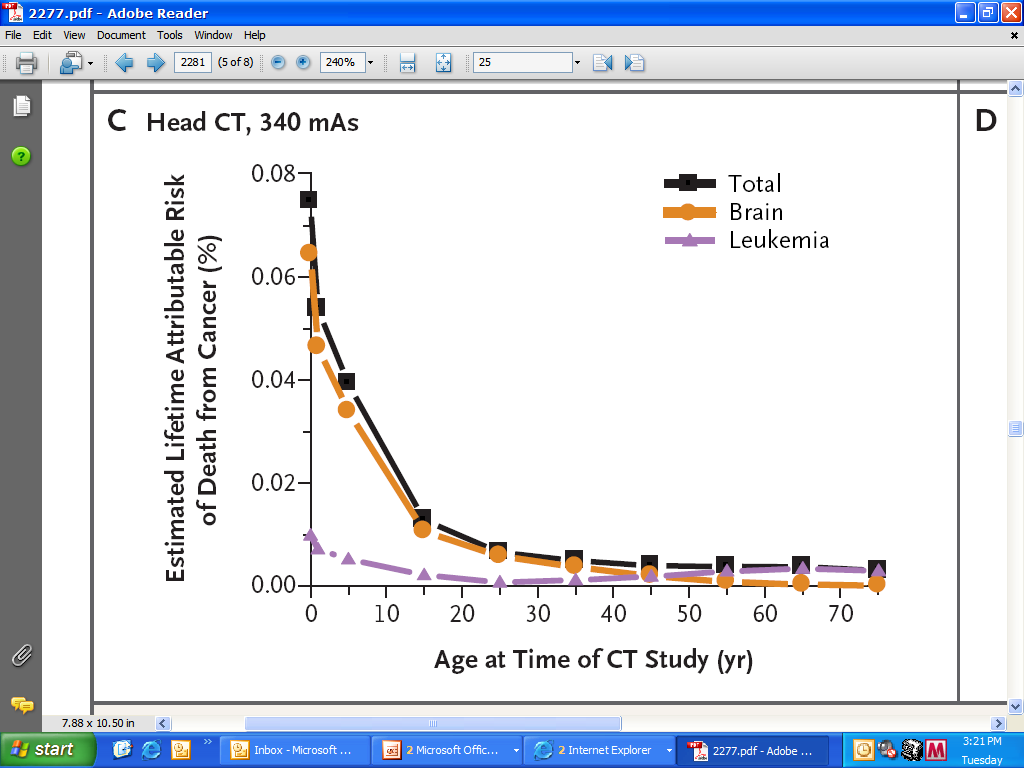 2277.pdf - Adobe Reader
File Edit View Document Tools Window Help
2281 (5 of 8) 240% 25
C Head CT, 340 mAs
D
Total
Brain
Leukemia
Estimated Lifetime Attributable Risk
of Death from Cancer (%)
0.08
0.06
0.04
0.02
0.00
0 10 20 30 40 50 60 70
Age at Time of CT Study (yr)
7.88 x 10.50 in
start
Inbox - Microsoft ...
2 Microsoft Offic...
2 Internet Explorer
2277.pdf - Adobe ...
3:21 PM
Tuesday